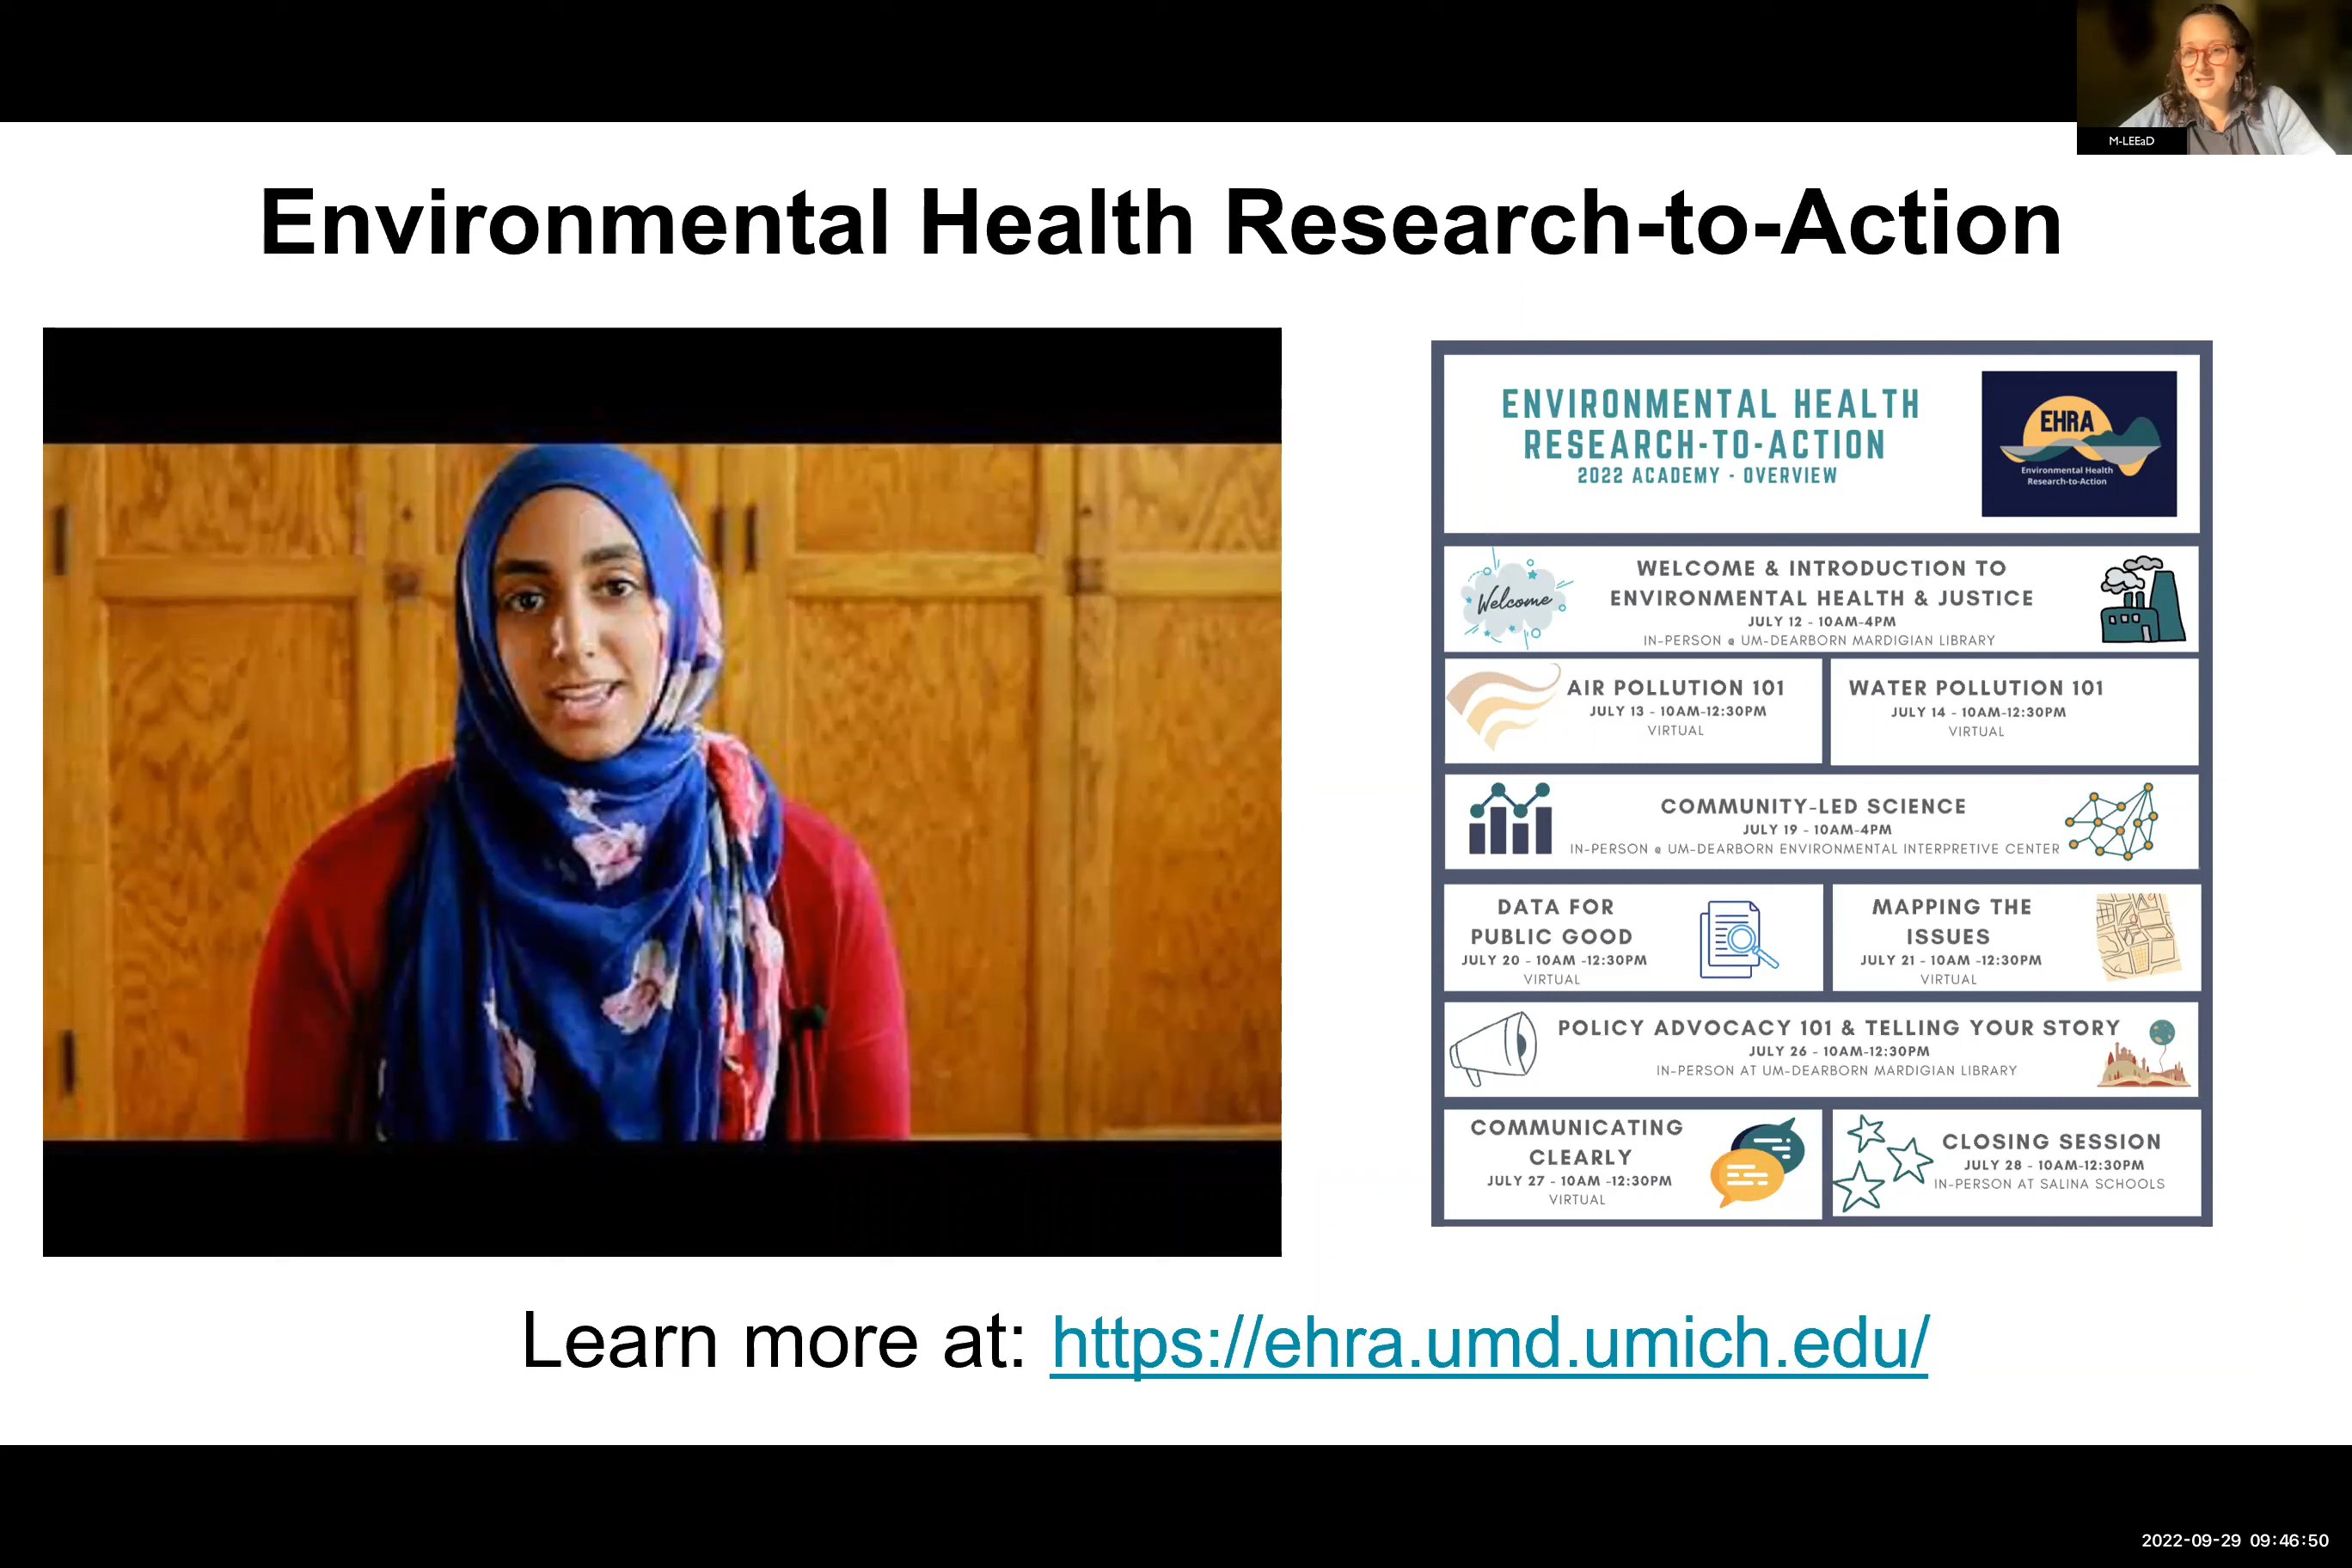 M-LEEaD
Environmental Health Research-to-Action
ENVIRONMENTAL HEALTH
RESEARCH-TO-ACTION
2022 ACADEMY - OVERVIEW
EHRA
Environmental Health
Research-to-Action
Welcome
WELCOME & INTRODUCTION TO
ENVIRONMENTAL HEALTH & JUSTICE
JULY 12 - 10AM-4PM
IN-PERSON @ UM-DEARBORN MARDIGIAN LIBRARY
AIR POLLUTION 101
JULY 13 - 10AM-12:30PM
VIRTUAL
WATER POLLUTION 101
JULY 14 - 10AM-12:30PM
VIRTUAL
COMMUNITY-LED SCIENCE
JULY 19 - 10AM-4PM
IN-PERSON @ UM-DEARBORN ENVIRONMENTAL INTERPRETIVE CENTER
DATA FOR
PUBLIC GOOD
JULY 20 - 10AM -12:30PM
VIRTUAL
MAPPING THE
ISSUES
JULY 21 - 10AM -12:30PM
VIRTUAL
POLICY ADVOCACY 101 & TELLING YOUR STORY
JULY 26 - 10AM-12:30PM
IN-PERSON AT UM-DEARBORN MARDIGIAN LIBRARY
COMMUNICATING
CLEARLY
JULY 27 - 10AM -12:30PM
VIRTUAL
CLOSING SESSION
JULY 28 - 10AM-12:30PM
IN-PERSON AT SALINA SCHOOLS
Learn more at: https://ehra.umd.umich.edu/
2022-09-29 09:46:50